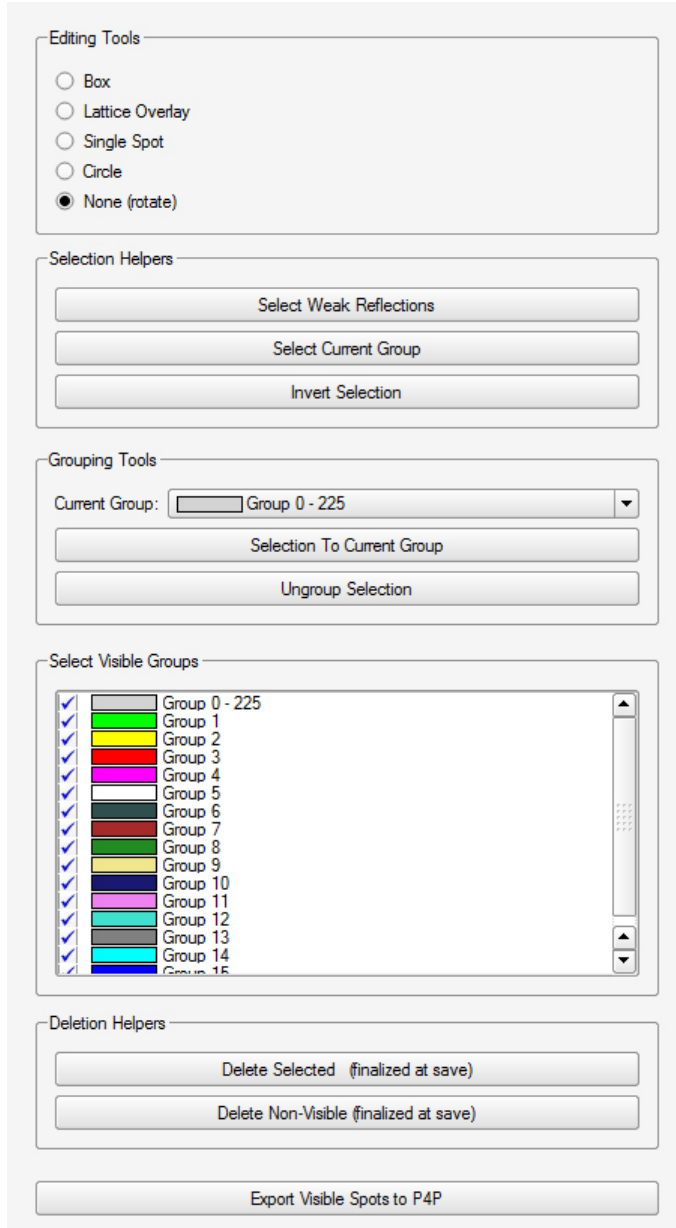 Editing Tools
Box
Lattice Overlay
Single Spot
Circle
None (rotate)
Selection Helpers
Select Weak Reflections
Select Current Group
Invert Selection
Grouping Tools
Current Group: Group 0 - 225
Selection To Current Group
Ungroup Selection
Select Visible Groups
Group 0 - 225
Group 1
Group 2
Group 3
Group 4
Group 5
Group 6
Group 7
Group 8
Group 9
Group 10
Group 11
Group 12
Group 13
Group 14
Group 15
Deletion Helpers
Delete Selected (finalized at save)
Delete Non-Visible (finalized at save)
Export Visible Spots to P4P